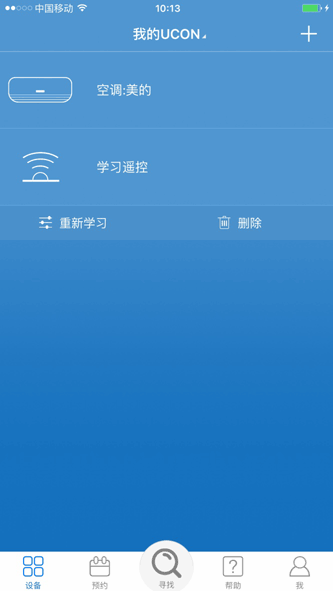 中国移动 10:13
我的UCON
空调:美的
学习遥控
重新学习 删除
设备 预约 寻找 帮助 我